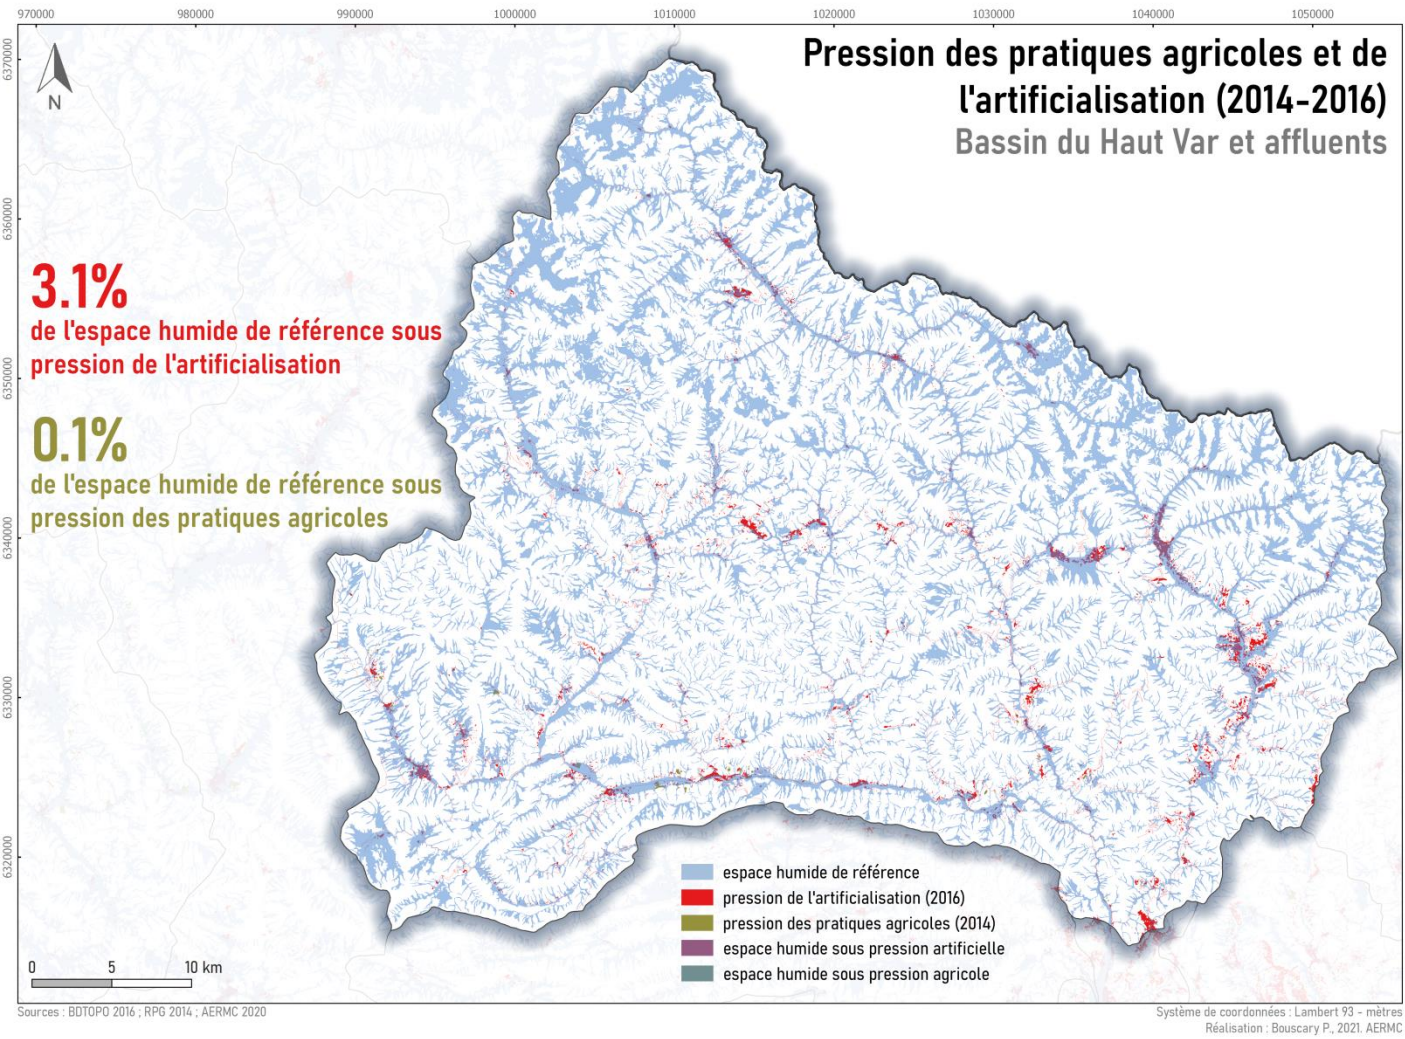 970000 980000 990000 1000000 1010000 1020000 1030000 1040000 1050000
Pression des pratiques agricoles et de
l'artificialisation (2014-2016)
Bassin du Haut Var et affluents
N
6370000
6360000
6350000
6340000
6330000
6320000
3.1%
de l'espace humide de référence sous
pression de l'artificialisation
0.1%
de l'espace humide de référence sous
pression des pratiques agricoles
espace humide de référence
pression de l'artificialisation (2016)
pression des pratiques agricoles (2014)
espace humide sous pression artificielle
espace humide sous pression agricole
0 5 10 km
Sources : BDTOPO 2016 ; RPG 2014 ; AERMC 2020
Système de coordonnées : Lambert 93 - mètres
Réalisation : Bouscary P., 2021. AERMC